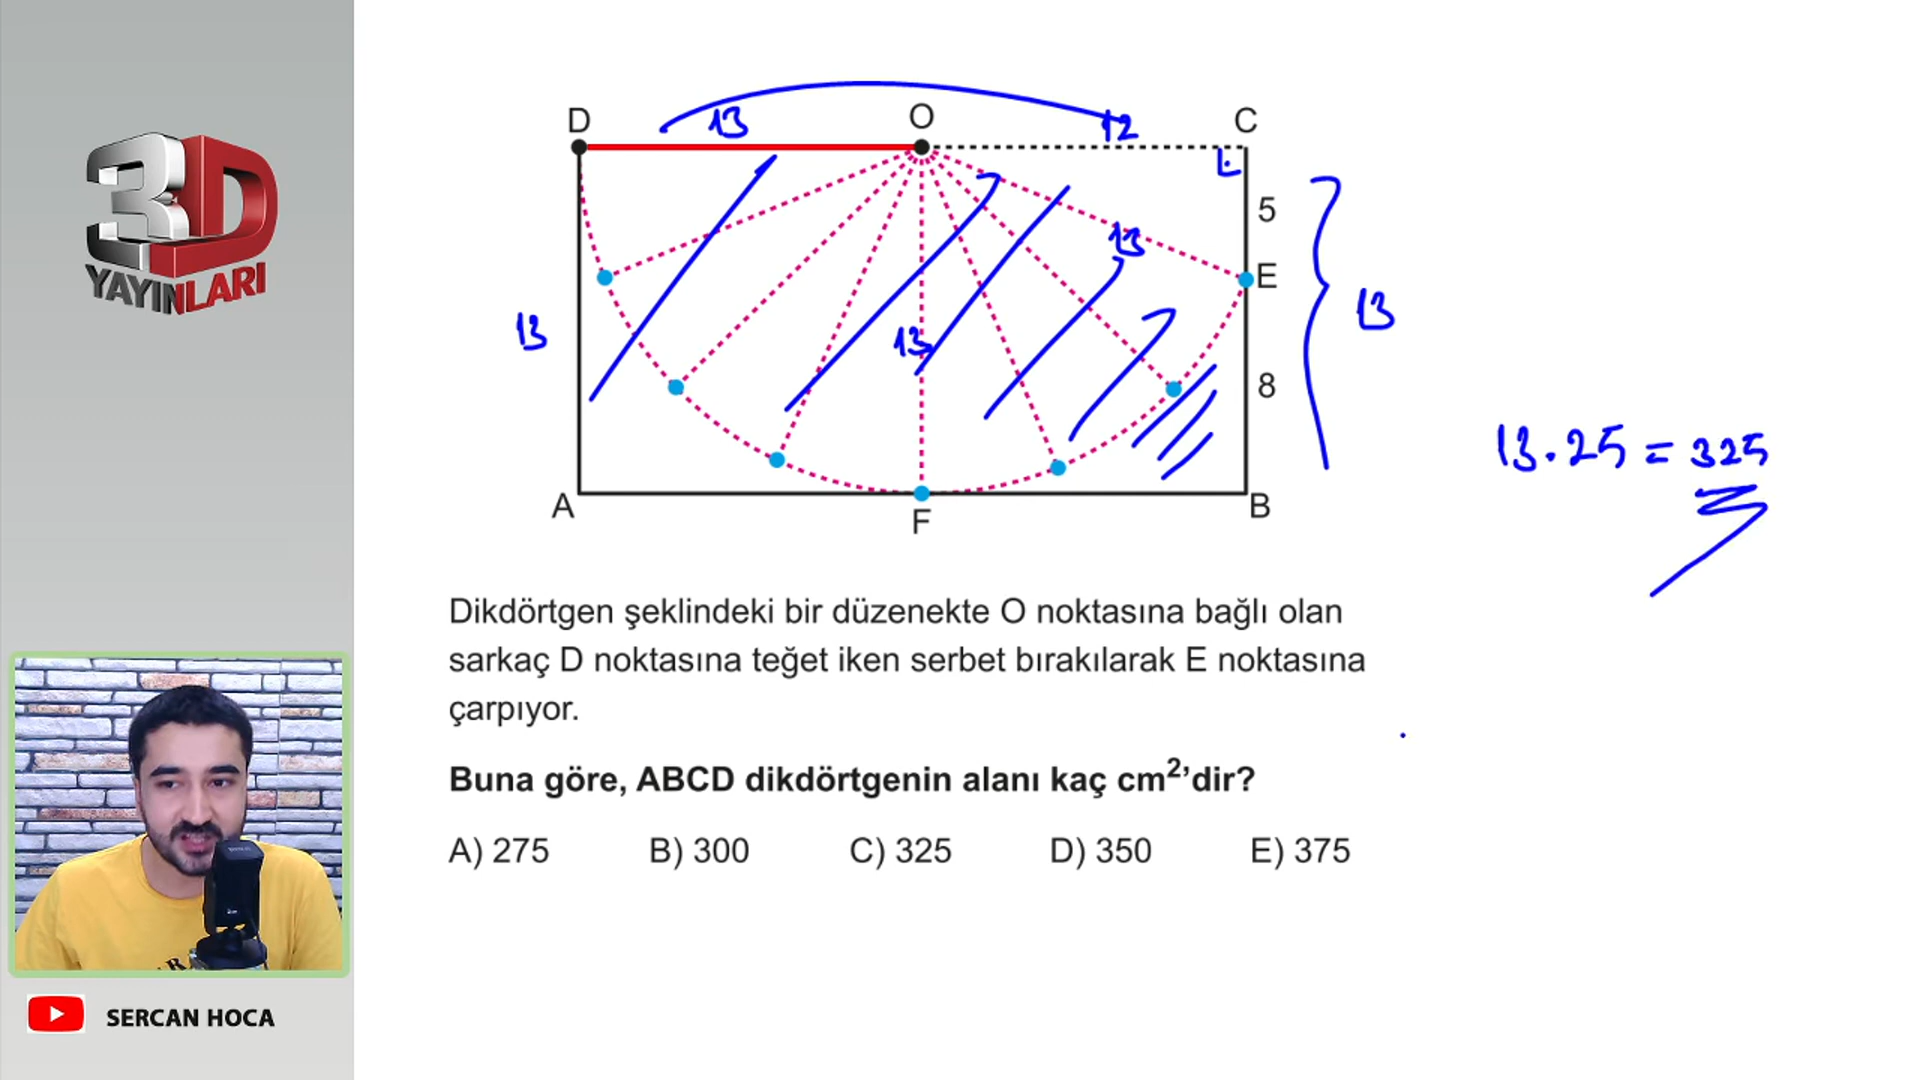 3D
YAYINLARI
D
13
O
12
C
5
13
E
13
13
13
8
A
F
B
13.25 = 325
Dikdörtgen şeklindeki bir düzenekte O noktasına bağlı olan
sarkaç D noktasına teğet iken serbet bırakılarak E noktasına
çarpıyor.
Buna göre, ABCD dikdörtgenin alanı kaç cm²'dir?
A) 275 B) 300 C) 325 D) 350 E) 375
SERCAN HOCA